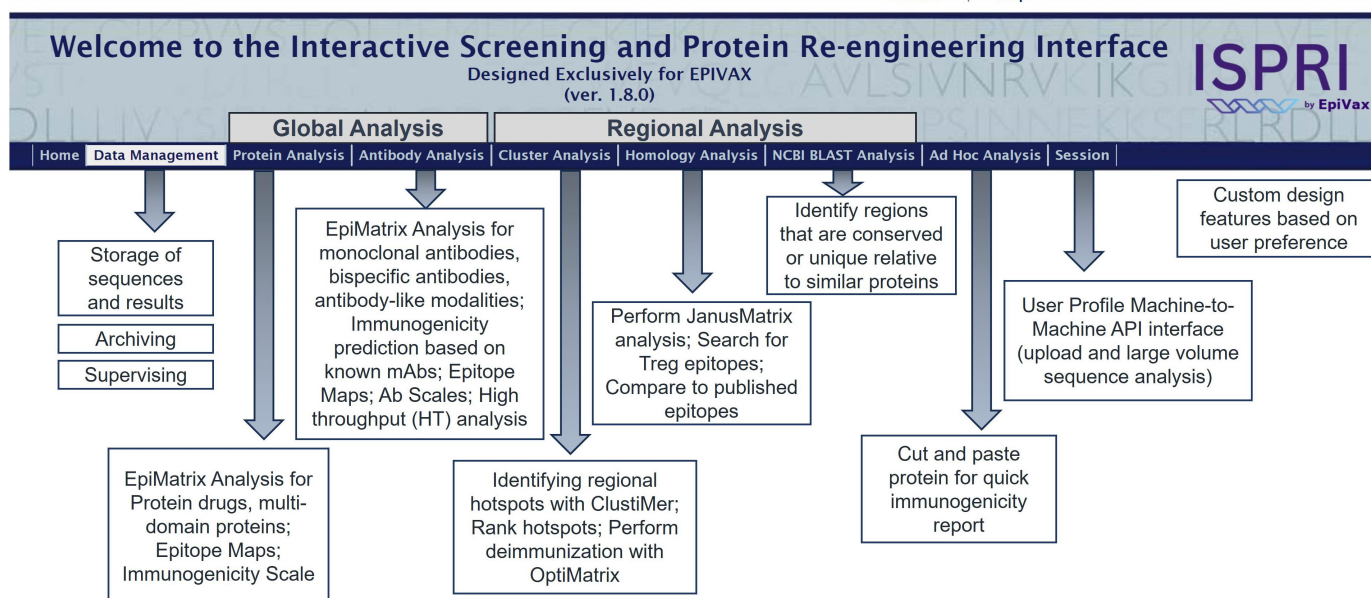 Welcome to the Interactive Screening and Protein Re-engineering Interface
Designed Exclusively for EPIVAX
(ver. 1.8.0)
ISPRI
by EpiVax
Global Analysis
Regional Analysis
Home
Data Management
Protein Analysis
Antibody Analysis
Cluster Analysis
Homology Analysis
NCBI BLAST Analysis
Ad Hoc Analysis
Session
Storage of
sequences
and results
Archiving
Supervising
EpiMatrix Analysis for
Protein drugs, multi-
domain proteins;
Epitope Maps;
Immunogenicity Scale
EpiMatrix Analysis for
monoclonal antibodies,
bispecific antibodies,
antibody-like modalities;
Immunogenicity
prediction based on
known mAbs; Epitope
Maps; Ab Scales; High
throughput (HT) analysis
Identifying regional
hotspots with ClustiMer;
Rank hotspots; Perform
deimmunization with
OptiMatrix
Perform JanusMatrix
analysis; Search for
Treg epitopes;
Compare to published
epitopes
Identify regions
that are conserved
or unique relative
to similar proteins
Cut and paste
protein for quick
immunogenicity
report
User Profile Machine-to-
Machine API interface
(upload and large volume
sequence analysis)
Custom design
features based on
user preference